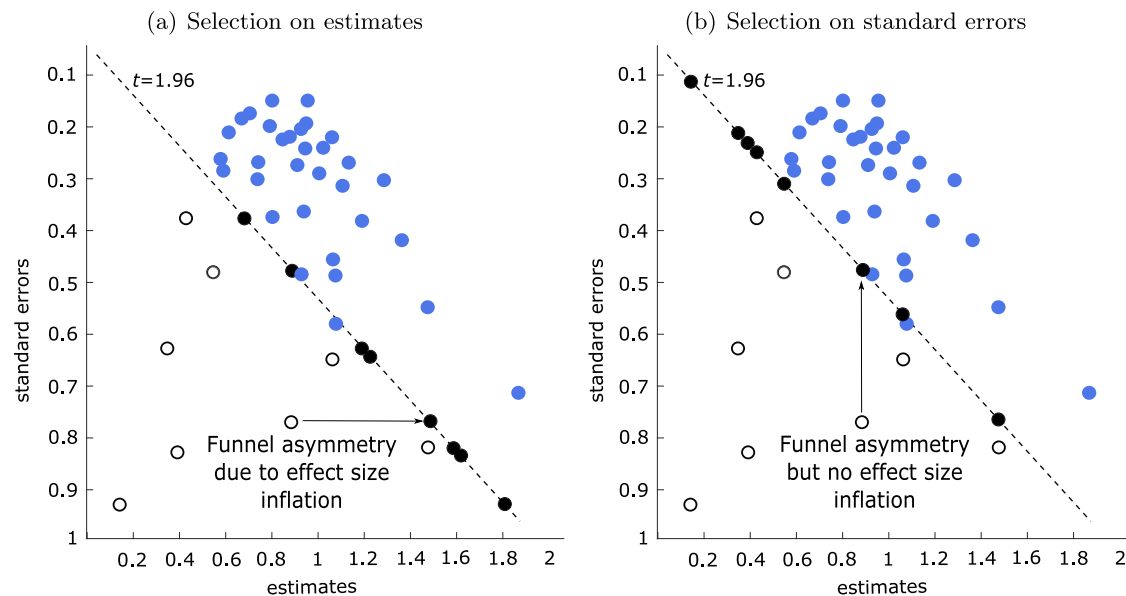 (a) Selection on estimates
t=1.96
0.1
0.2
0.3
0.4
0.5
0.6
0.7
0.8
0.9
1
standard errors
Funnel asymmetry
due to effect size
inflation
0.2
0.4
0.6
0.8
1
1.2
1.4
1.6
1.8
2
estimates
(b) Selection on standard errors
t=1.96
0.1
0.2
0.3
0.4
0.5
0.6
0.7
0.8
0.9
1
standard errors
Funnel asymmetry
but no effect size
inflation
0.2
0.4
0.6
0.8
1
1.2
1.4
1.6
1.8
2
estimates